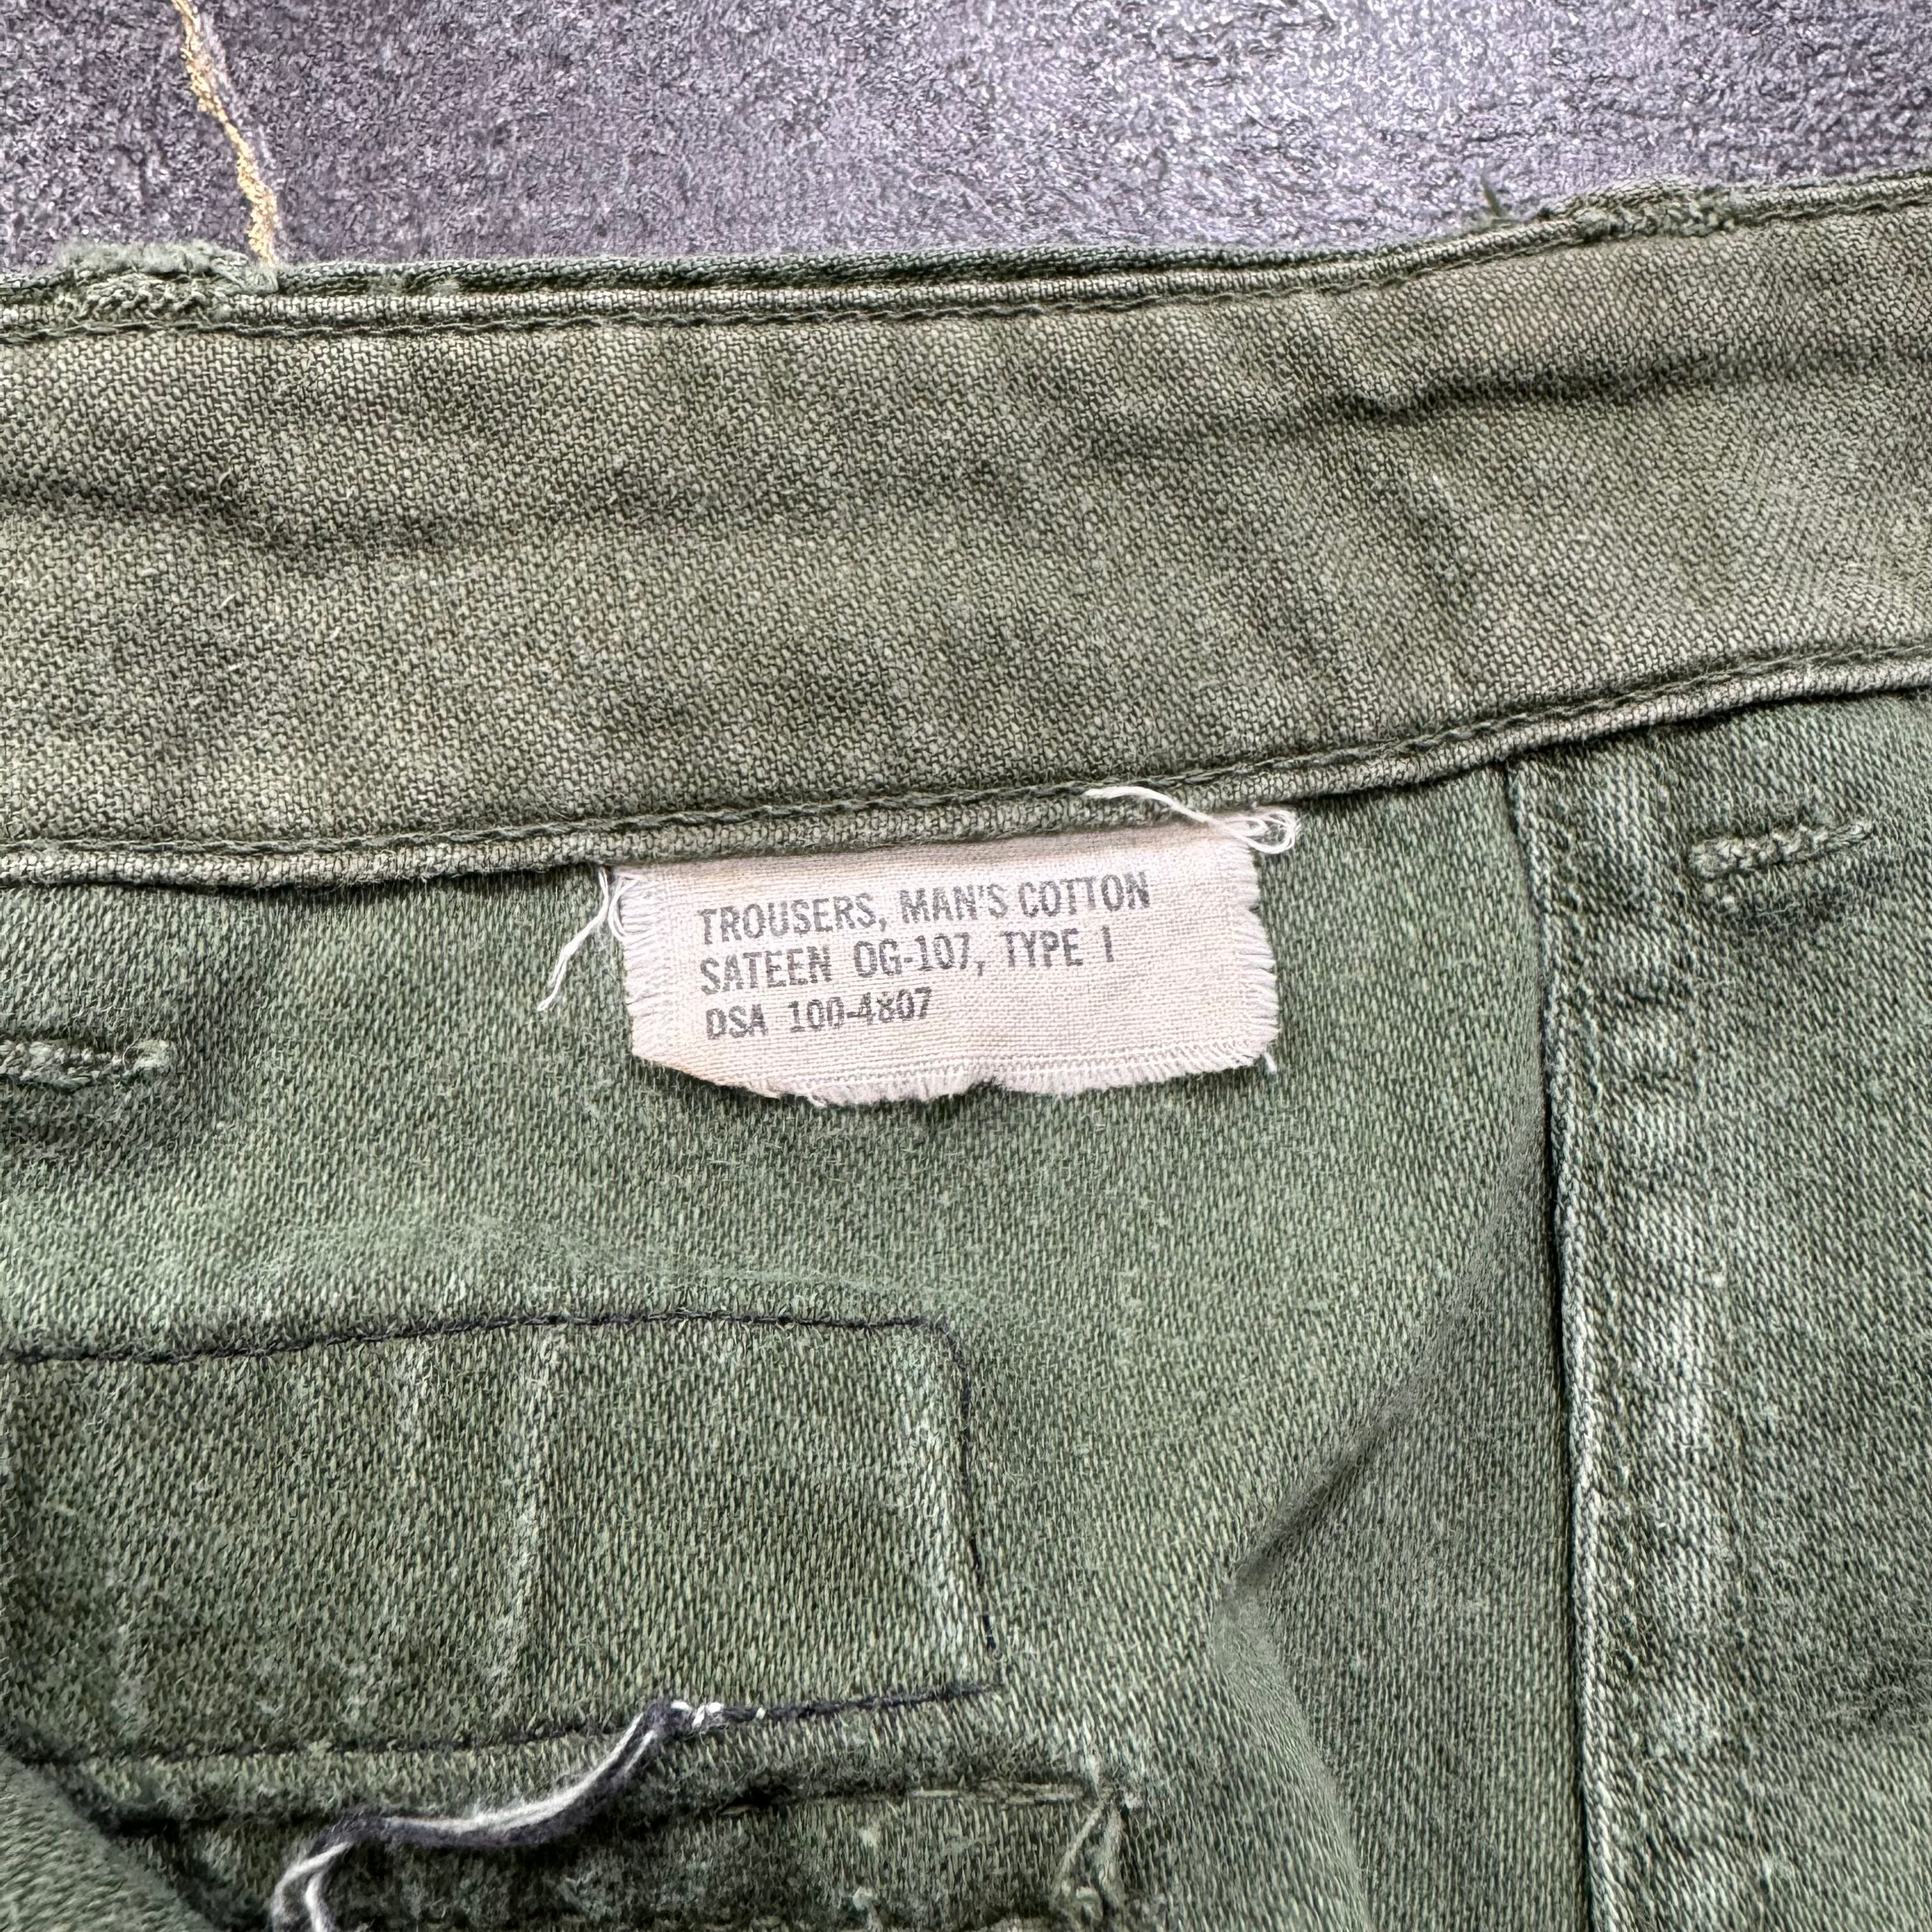 TROUSERS, MAN'S COTTON
SATEEN OG-107, TYPE I
DSA 100-4807